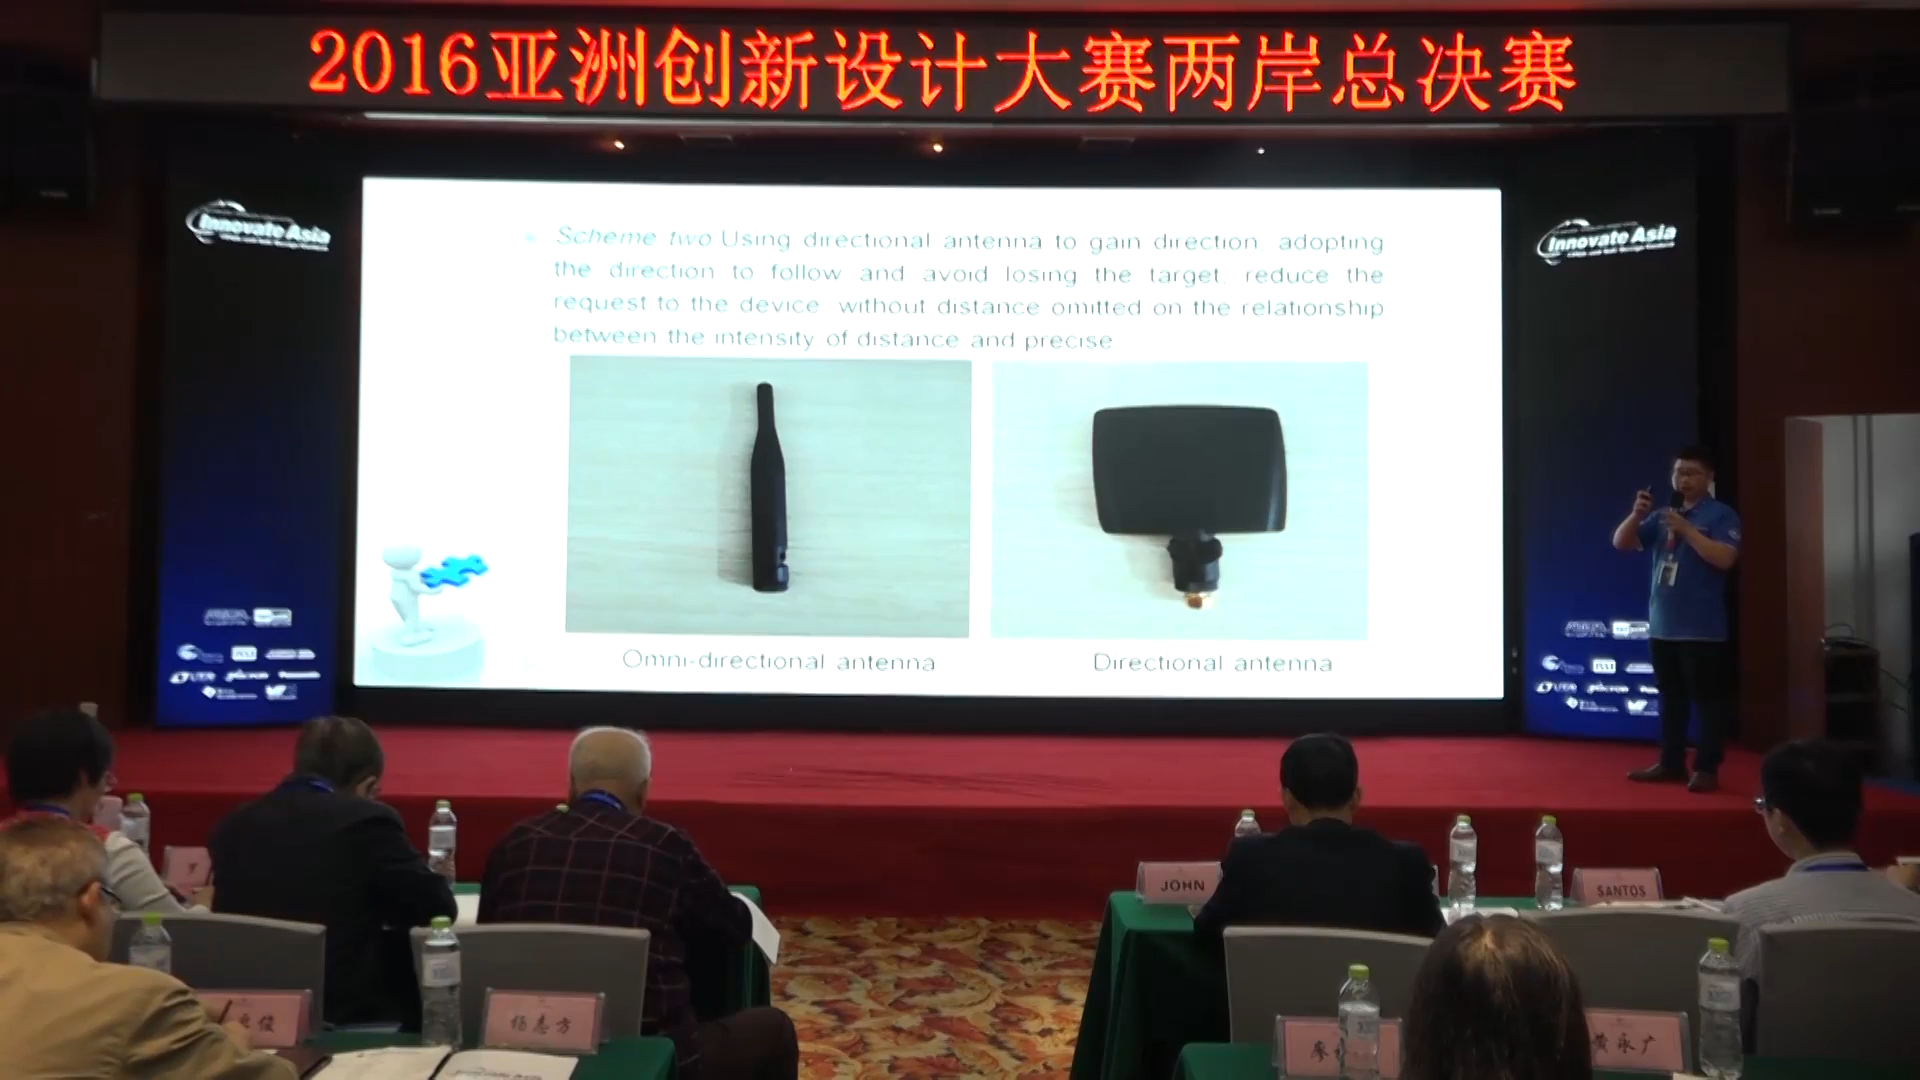 2016亚洲创新设计大赛两岸总决赛
Innovate Asia
Innovate Asia
Scheme two Using directional antenna to gain direction, adopting
the direction to follow and avoid losing the target, reduce the
request to the device, without distance omitted on the relationship
between the intensity of distance and precise
Omni-directional antenna
Directional antenna
JOHN
SANTOS
杨志方
黄永广